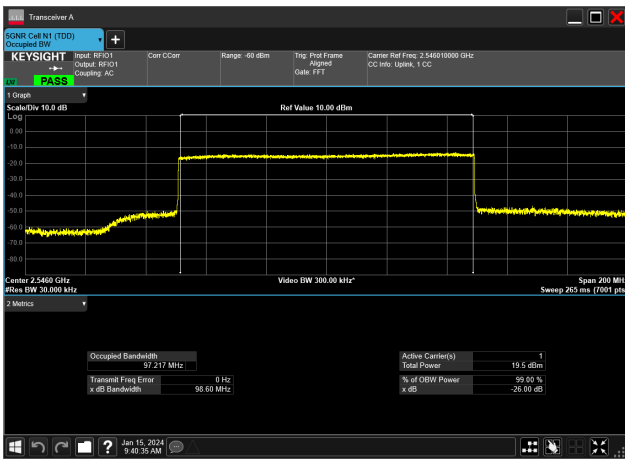 Transceiver A
5GNR Cell N1 (TDD)
Occupied BW
KEYSIGHT
Input: RFIO1
Output: RFIO1
Coupling: AC
Corr CCorr
Range: -60 dBm
Trig: Prot Frame
Aligned
Gate: FFT
Carrier Ref Freq: 2.546010000 GHz
CC Info: Uplink, 1 CC
PASS
1 Graph
Scale/Div 10.0 dB
Ref Value 10.00 dBm
Log
0.00
-10.0
-20.0
-30.0
-40.0
-50.0
-60.0
-70.0
-80.0
Center 2.5460 GHz
Video BW 300.00 kHz*
Span 200 MH
#Res BW 30.000 kHz
Sweep 265 ms (7001 pts
2 Metrics
Occupied Bandwidth
97.217 MHz
Transmit Freq Error 0 Hz
x dB Bandwidth 98.60 MHz
Active Carrier(s) 1
Total Power 19.5 dBm
% of OBW Power 99.00 %
x dB -26.00 dB
Jan 15, 2024
9:40:35 AM